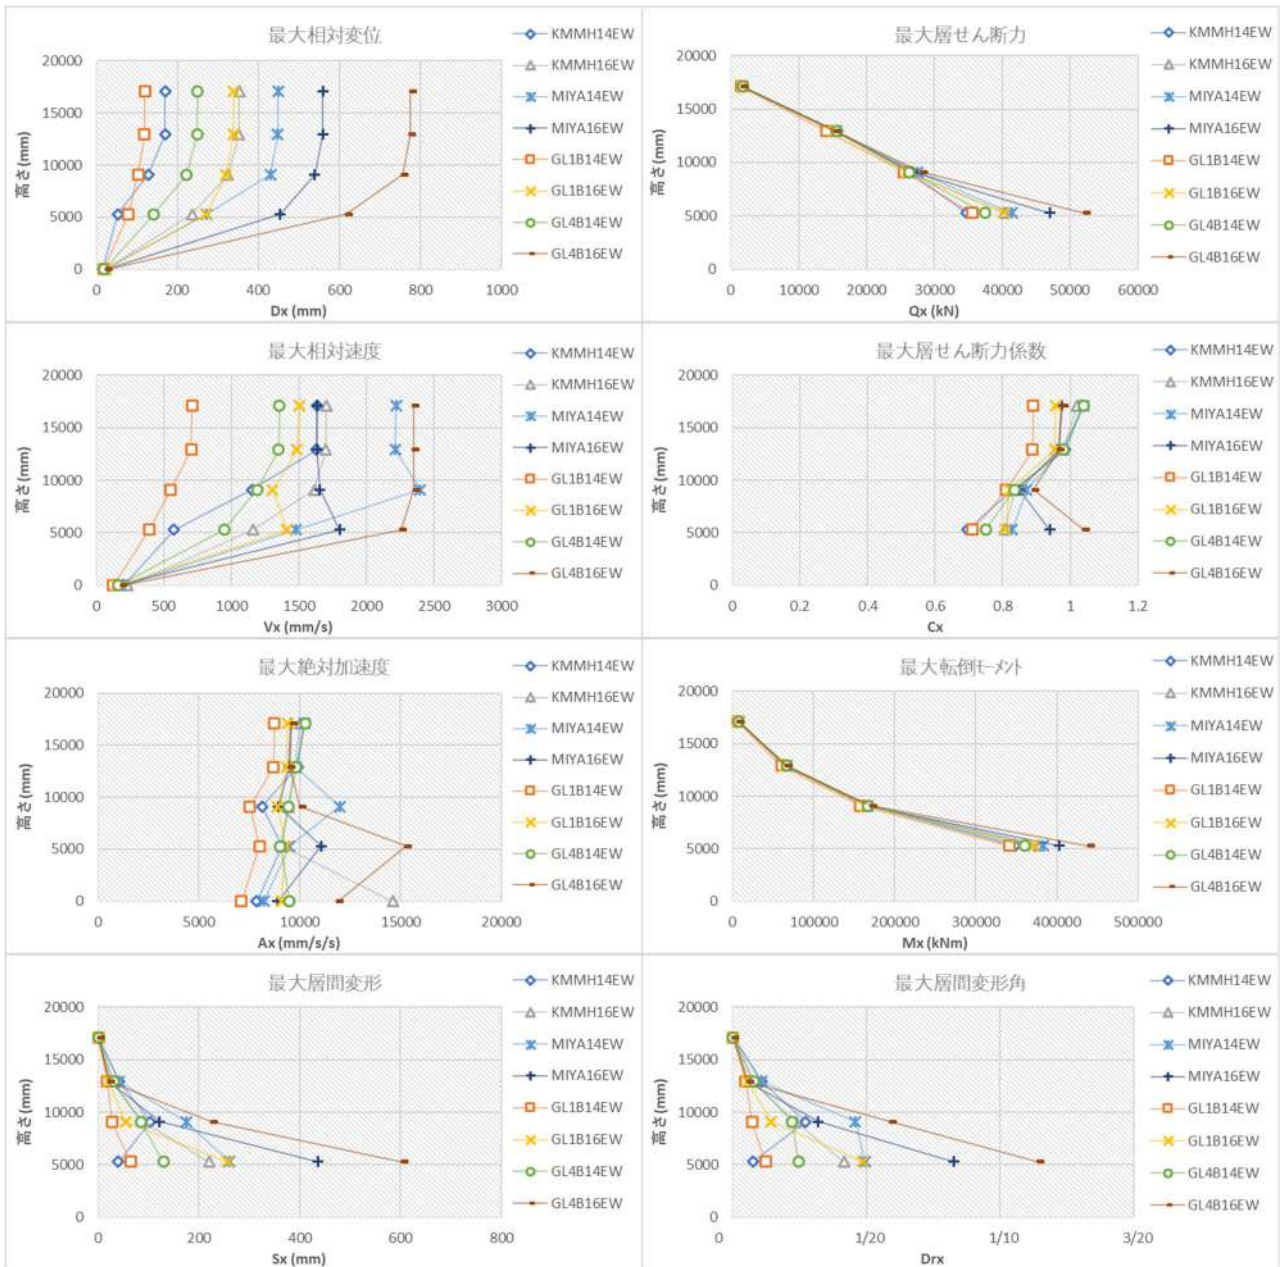 最大相対変位
高さ(mm)
20000
15000
10000
5000
0
0 200 400 600 800 1000
Dx (mm)
KMMH14EW
KMMH16EW
MIYA14EW
MIYA16EW
GL1B14EW
GL1B16EW
GL4B14EW
GL4B16EW
最大層せん断力
高さ(mm)
20000
15000
10000
5000
0
0 10000 20000 30000 40000 50000 60000
Qx (kN)
KMMH14EW
KMMH16EW
MIYA14EW
MIYA16EW
GL1B14EW
GL1B16EW
GL4B14EW
GL4B16EW
最大相対速度
高さ(mm)
20000
15000
10000
5000
0
0 500 1000 1500 2000 2500 3000
Vx (mm/s)
KMMH14EW
KMMH16EW
MIYA14EW
MIYA16EW
GL1B14EW
GL1B16EW
GL4B14EW
GL4B16EW
最大層せん断力係数
高さ(mm)
20000
15000
10000
5000
0
0 0.2 0.4 0.6 0.8 1 1.2
Cx
KMMH14EW
KMMH16EW
MIYA14EW
MIYA16EW
GL1B14EW
GL1B16EW
GL4B14EW
GL4B16EW
最大絶対加速度
高さ(mm)
20000
15000
10000
5000
0
0 5000 10000 15000 20000
Ax (mm/s/s)
KMMH14EW
KMMH16EW
MIYA14EW
MIYA16EW
GL1B14EW
GL1B16EW
GL4B14EW
GL4B16EW
最大転倒ﾓｰﾒﾝﾄ
高さ(mm)
20000
15000
10000
5000
0
0 100000 200000 300000 400000 500000
Mx (kNm)
KMMH14EW
KMMH16EW
MIYA14EW
MIYA16EW
GL1B14EW
GL1B16EW
GL4B14EW
GL4B16EW
最大層間変形
高さ(mm)
20000
15000
10000
5000
0
0 200 400 600 800
Sx (mm)
KMMH14EW
KMMH16EW
MIYA14EW
MIYA16EW
GL1B14EW
GL1B16EW
GL4B14EW
GL4B16EW
最大層間変形角
高さ(mm)
20000
15000
10000
5000
0
1/20 1/10 3/20
Drx
KMMH14EW
KMMH16EW
MIYA14EW
MIYA16EW
GL1B14EW
GL1B16EW
GL4B14EW
GL4B16EW